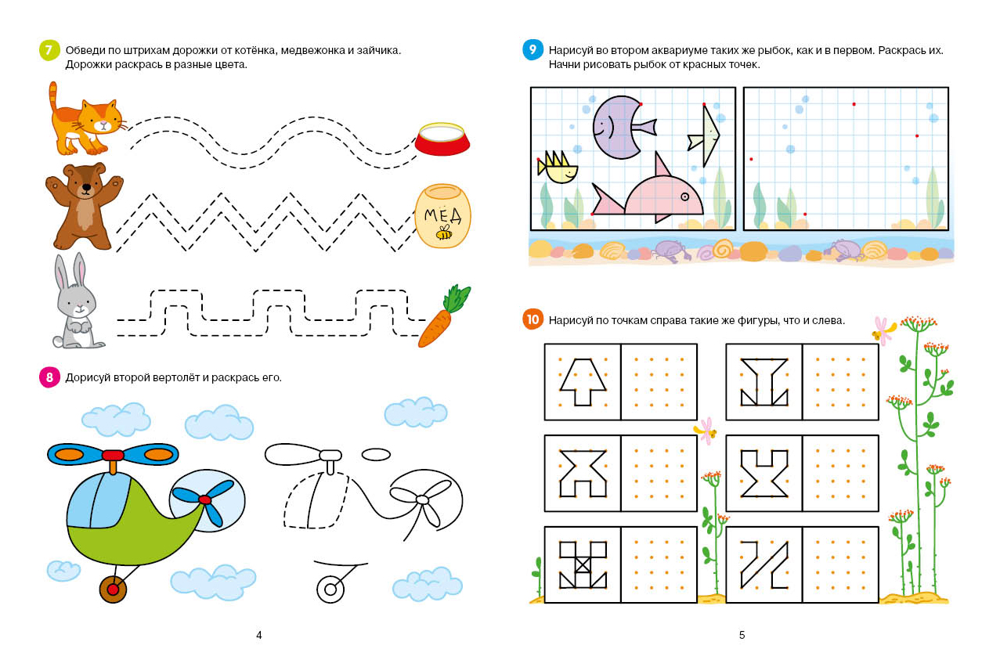 7 Обведи по штрихам дорожки от котёнка, медвежонка и зайчика.
Дорожки раскрась в разные цвета.
МЁД
8 Дорисуй второй вертолёт и раскрась его.
4
9 Нарисуй во втором аквариуме таких же рыбок, как и в первом. Раскрась их.
Начни рисовать рыбок от красных точек.
10 Нарисуй по точкам справа такие же фигуры, что и слева.
5